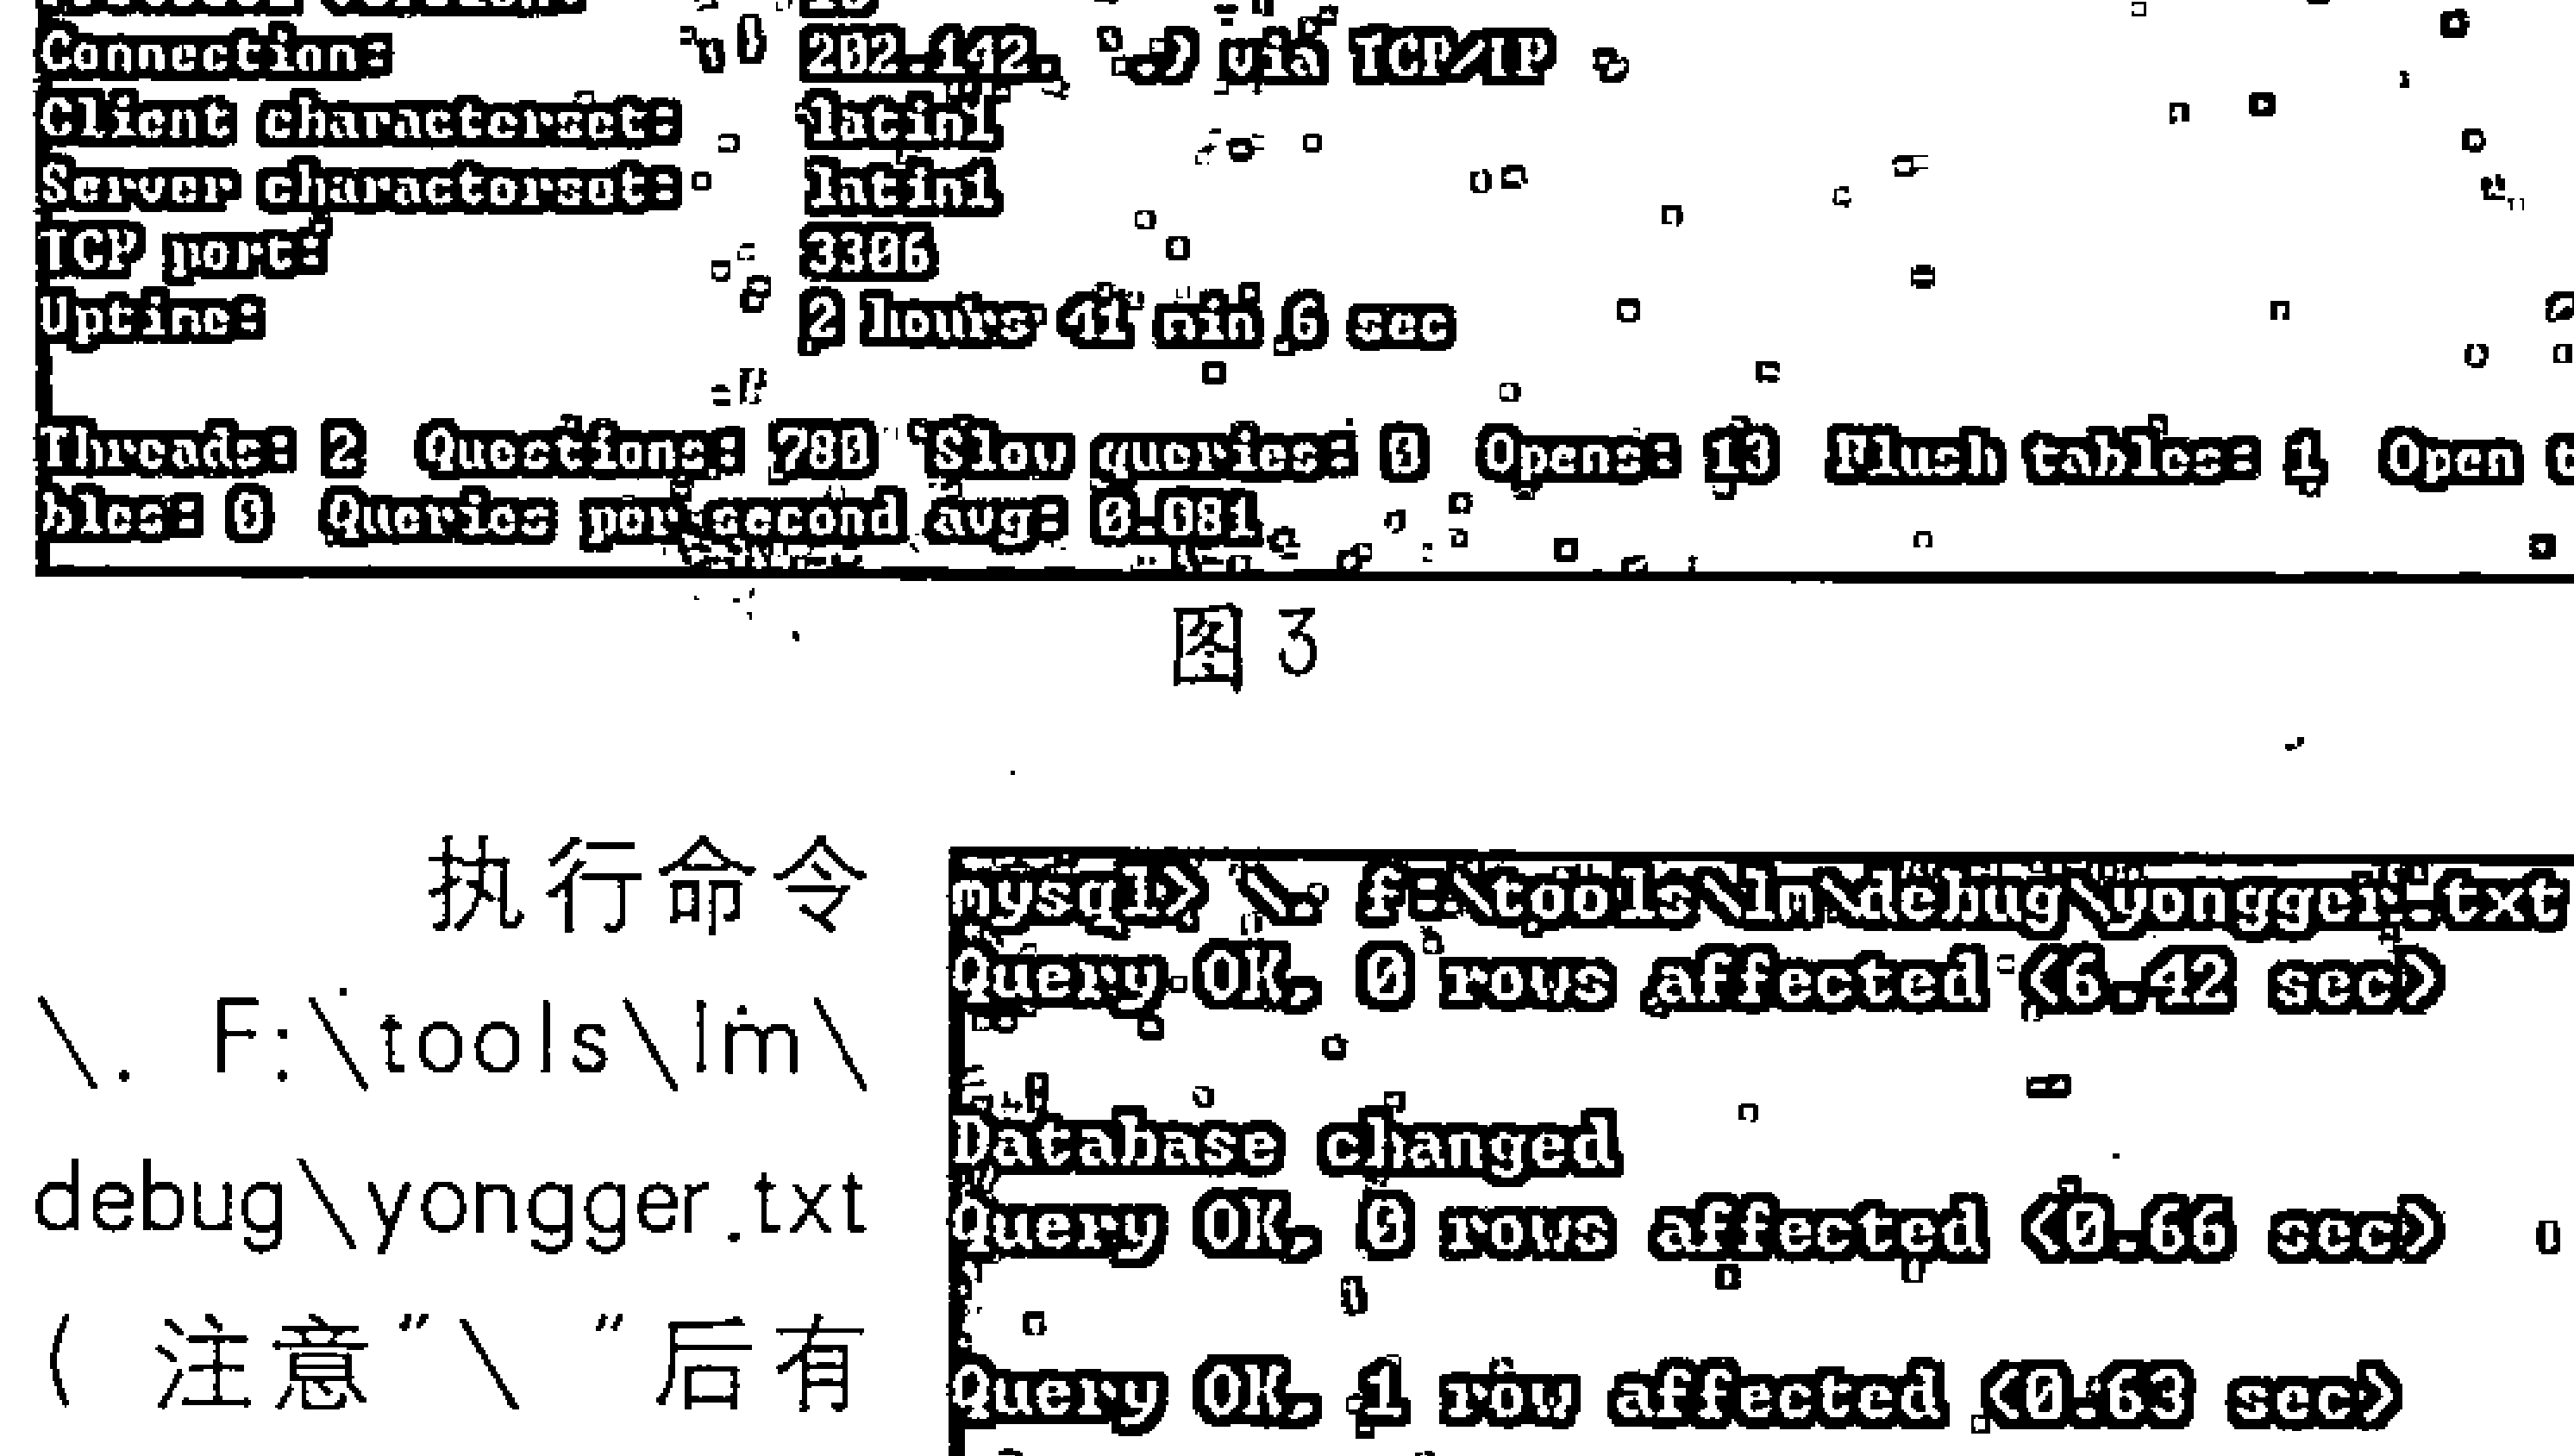 Connection: 202.142. .) via TCP/IP
Client characterset: latin1
Server characterset: latin1
TCP port: 3306
Uptime: 2 hours 41 min 6 sec
Threads: 2 Questions: 780 Slow queries: 0 Opens: 13 Flush tables: 1 Open
bles: 0 Queries per second avg: 0.081
图 3
执行命令
\. F:\tools\lm\
debug\yongger.txt
( 注意"\ "后有
mysql> \. f:\tools\lm\debug\yongger.txt
Query OK, 0 rows affected <6.42 sec>
Database changed
Query OK, 0 rows affected <0.66 sec>
Query OK, 1 row affected <0.63 sec>